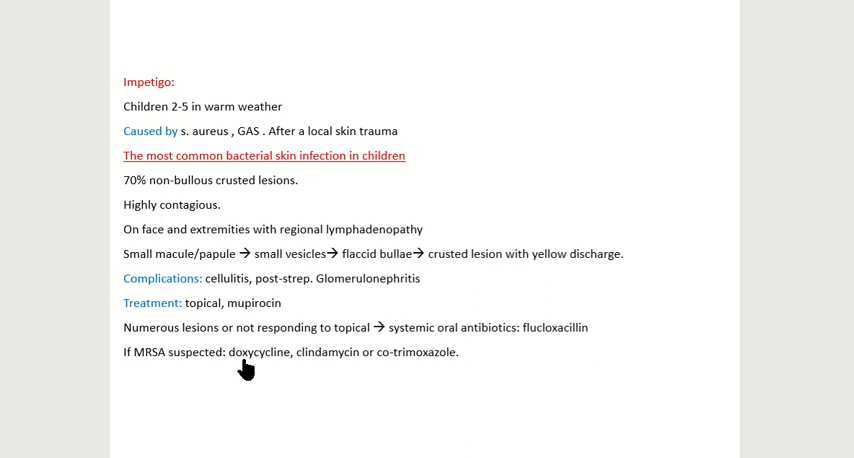 Impetigo:
Children 2-5 in warm weather
Caused by s. aureus , GAS . After a local skin trauma
The most common bacterial skin infection in children
70% non-bullous crusted lesions.
Highly contagious.
On face and extremities with regional lymphadenopathy
Small macule/papule → small vesicles→ flaccid bullae→ crusted lesion with yellow discharge.
Complications: cellulitis, post-strep. Glomerulonephritis
Treatment: topical, mupirocin
Numerous lesions or not responding to topical → systemic oral antibiotics: flucloxacillin
If MRSA suspected: doxycycline, clindamycin or co-trimoxazole.